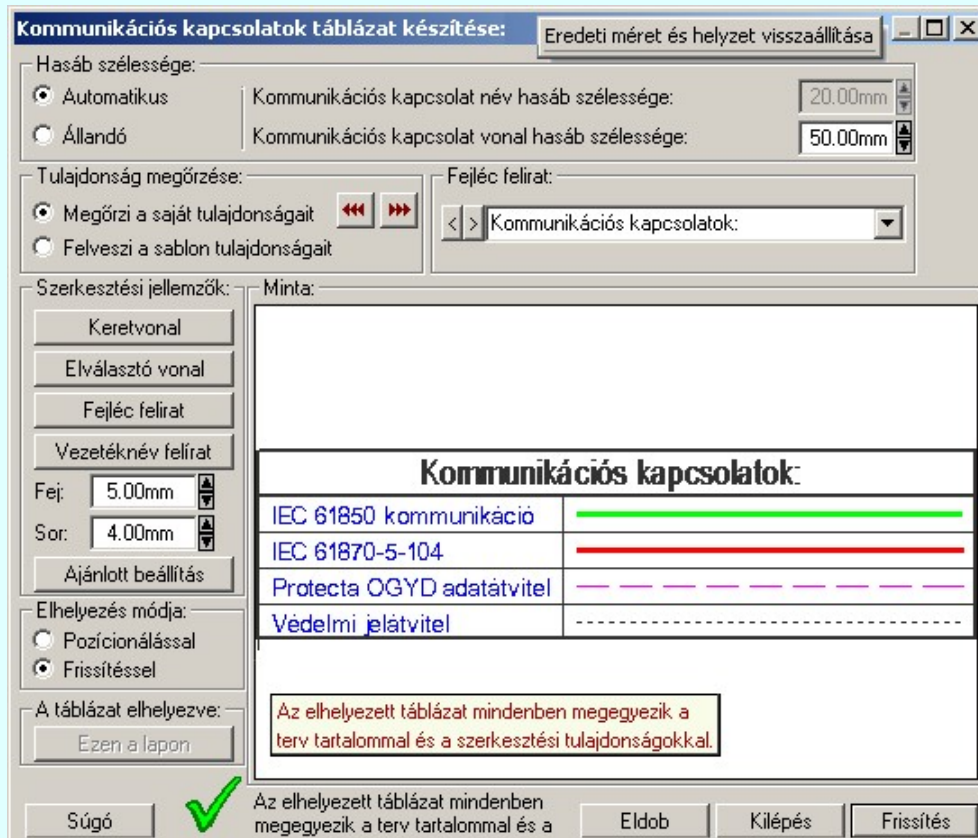 Kommunikációs kapcsolatok táblázat készítése:
Eredeti méret és helyzet visszaállítása
Hasáb szélessége:
Automatikus
Kommunikációs kapcsolat név hasáb szélessége:
20.00mm
Állandó
Kommunikációs kapcsolat vonal hasáb szélessége:
50.00mm
Tulajdonság megőrzése:
Megőrzi a saját tulajdonságait
Felveszi a sablon tulajdonságait
Fejléc felirat:
< > Kommunikációs kapcsolatok:
Szerkesztési jellemzők:
Keretvonal
Elválasztó vonal
Fejléc felirat
Vezetéknév felírat
Fej: 5.00mm
Sor: 4.00mm
Ajánlott beállítás
Elhelyezés módja:
Pozícionálással
Frissítéssel
A táblázat elhelyezve:
Ezen a lapon
Minta:
Kommunikációs kapcsolatok:
IEC 61850 kommunikáció
IEC 61870-5-104
Protecta OGYD adatátvitel
Védelmi jelátvitel
Az elhelyezett táblázat mindenben megegyezik a
terv tartalommal és a szerkesztési tulajdonságokkal.
Súgó
Az elhelyezett táblázat mindenben
megegyezik a terv tartalommal és a
Eldob
Kilépés
Frissítés